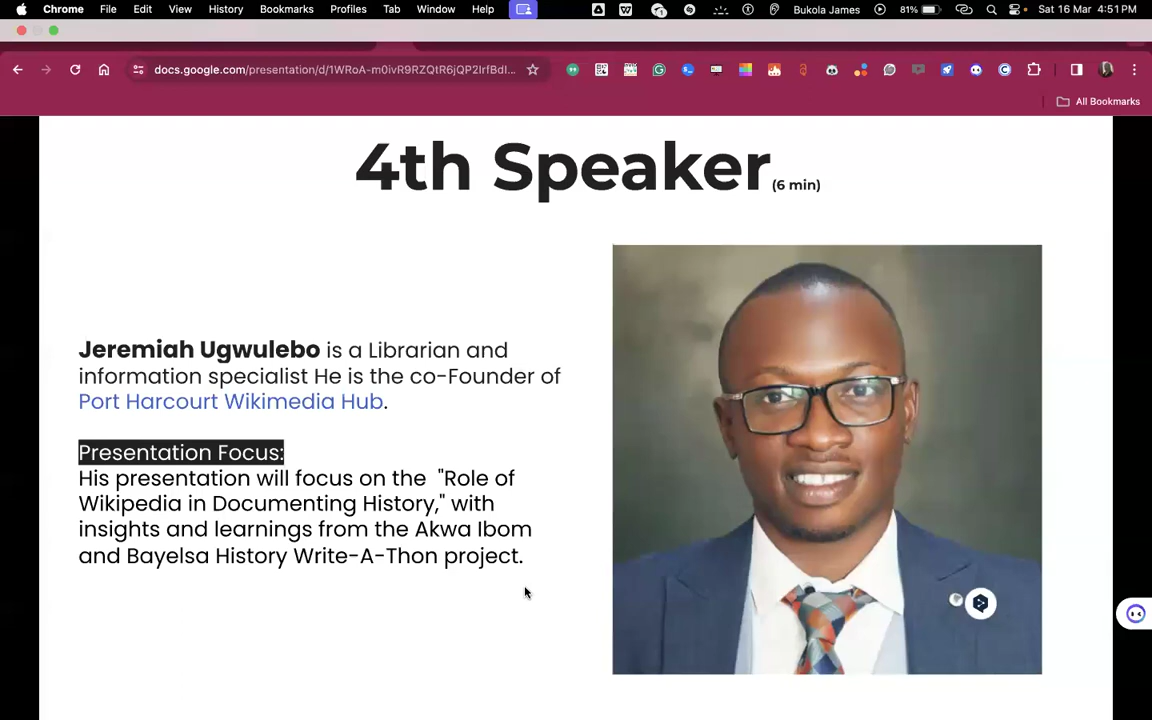 Chrome File Edit View History Bookmarks Profiles Tab Window Help Bukola James 81% Sat 16 Mar 4:51 PM
docs.google.com/presentation/d/1WRoA-m0ivR9RZQtR6jQP2IrfBdI...
All Bookmarks
4th Speaker (6 min)
Jeremiah Ugwulebo is a Librarian and
information specialist He is the co-Founder of
Port Harcourt Wikimedia Hub.
Presentation Focus:
His presentation will focus on the "Role of
Wikipedia in Documenting History," with
insights and learnings from the Akwa Ibom
and Bayelsa History Write-A-Thon project.